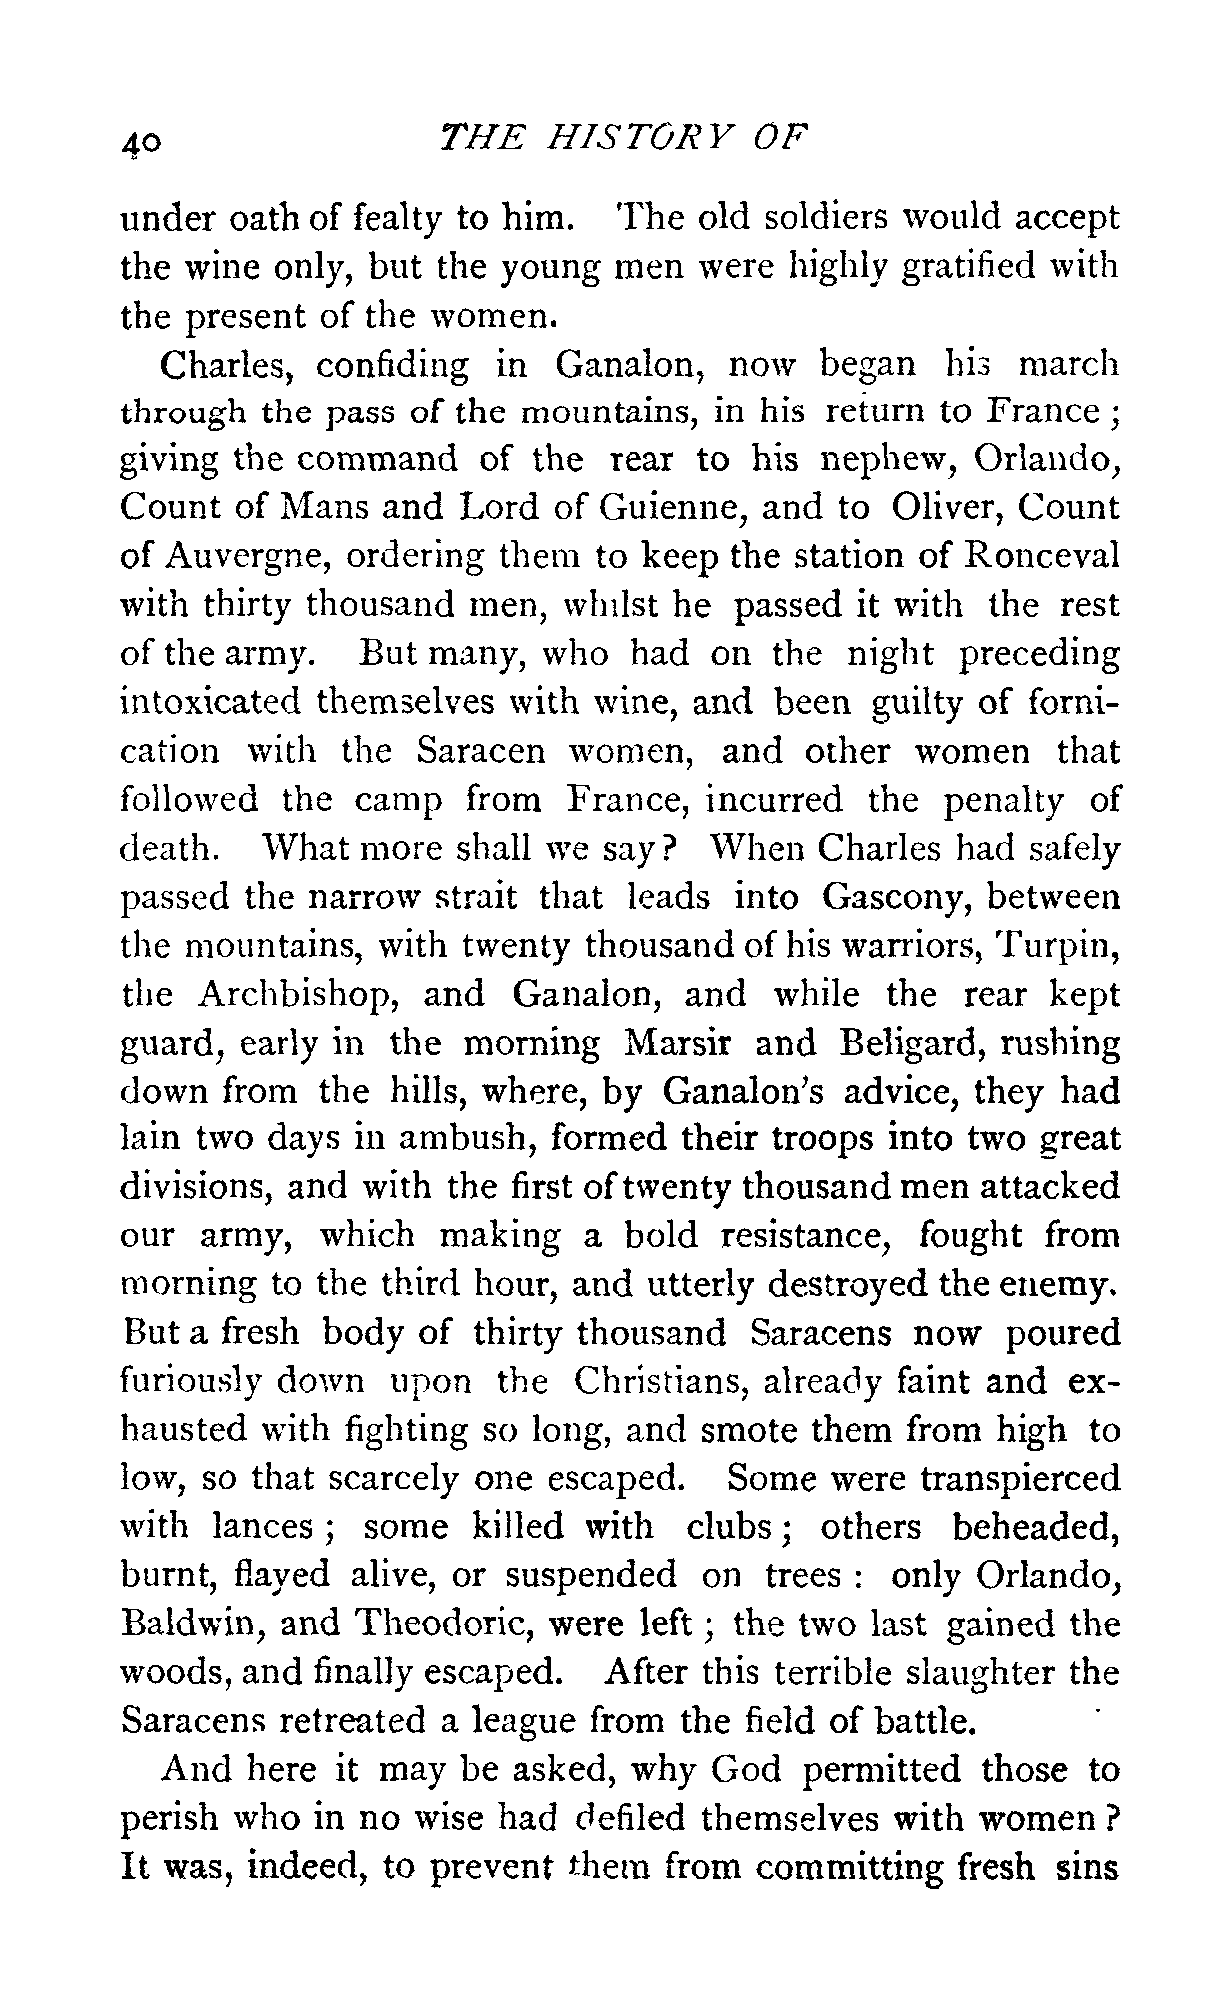 40 THE HISTORY OF
under oath of fealty to him. The old soldiers would accept
the wine only, but the young men were highly gratified with
the present of the women.
Charles, confiding in Ganalon, now began his march
through the pass of the mountains, in his return to France ;
giving the command of the rear to his nephew, Orlando,
Count of Mans and Lord of Guienne, and to Oliver, Count
of Auvergne, ordering them to keep the station of Ronceval
with thirty thousand men, whilst he passed it with the rest
of the army. But many, who had on the night preceding
intoxicated themselves with wine, and been guilty of forni-
cation with the Saracen women, and other women that
followed the camp from France, incurred the penalty of
death. What more shall we say? When Charles had safely
passed the narrow strait that leads into Gascony, between
the mountains, with twenty thousand of his warriors, Turpin,
the Archbishop, and Ganalon, and while the rear kept
guard, early in the morning Marsir and Beligard, rushing
down from the hills, where, by Ganalon's advice, they had
lain two days in ambush, formed their troops into two great
divisions, and with the first of twenty thousand men attacked
our army, which making a bold resistance, fought from
morning to the third hour, and utterly destroyed the enemy.
But a fresh body of thirty thousand Saracens now poured
furiously down upon the Christians, already faint and ex-
hausted with fighting so long, and smote them from high to
low, so that scarcely one escaped. Some were transpierced
with lances ; some killed with clubs ; others beheaded,
burnt, flayed alive, or suspended on trees : only Orlando,
Baldwin, and Theodoric, were left ; the two last gained the
woods, and finally escaped. After this terrible slaughter the
Saracens retreated a league from the field of battle.
And here it may be asked, why God permitted those to
perish who in no wise had defiled themselves with women ?
It was, indeed, to prevent them from committing fresh sins